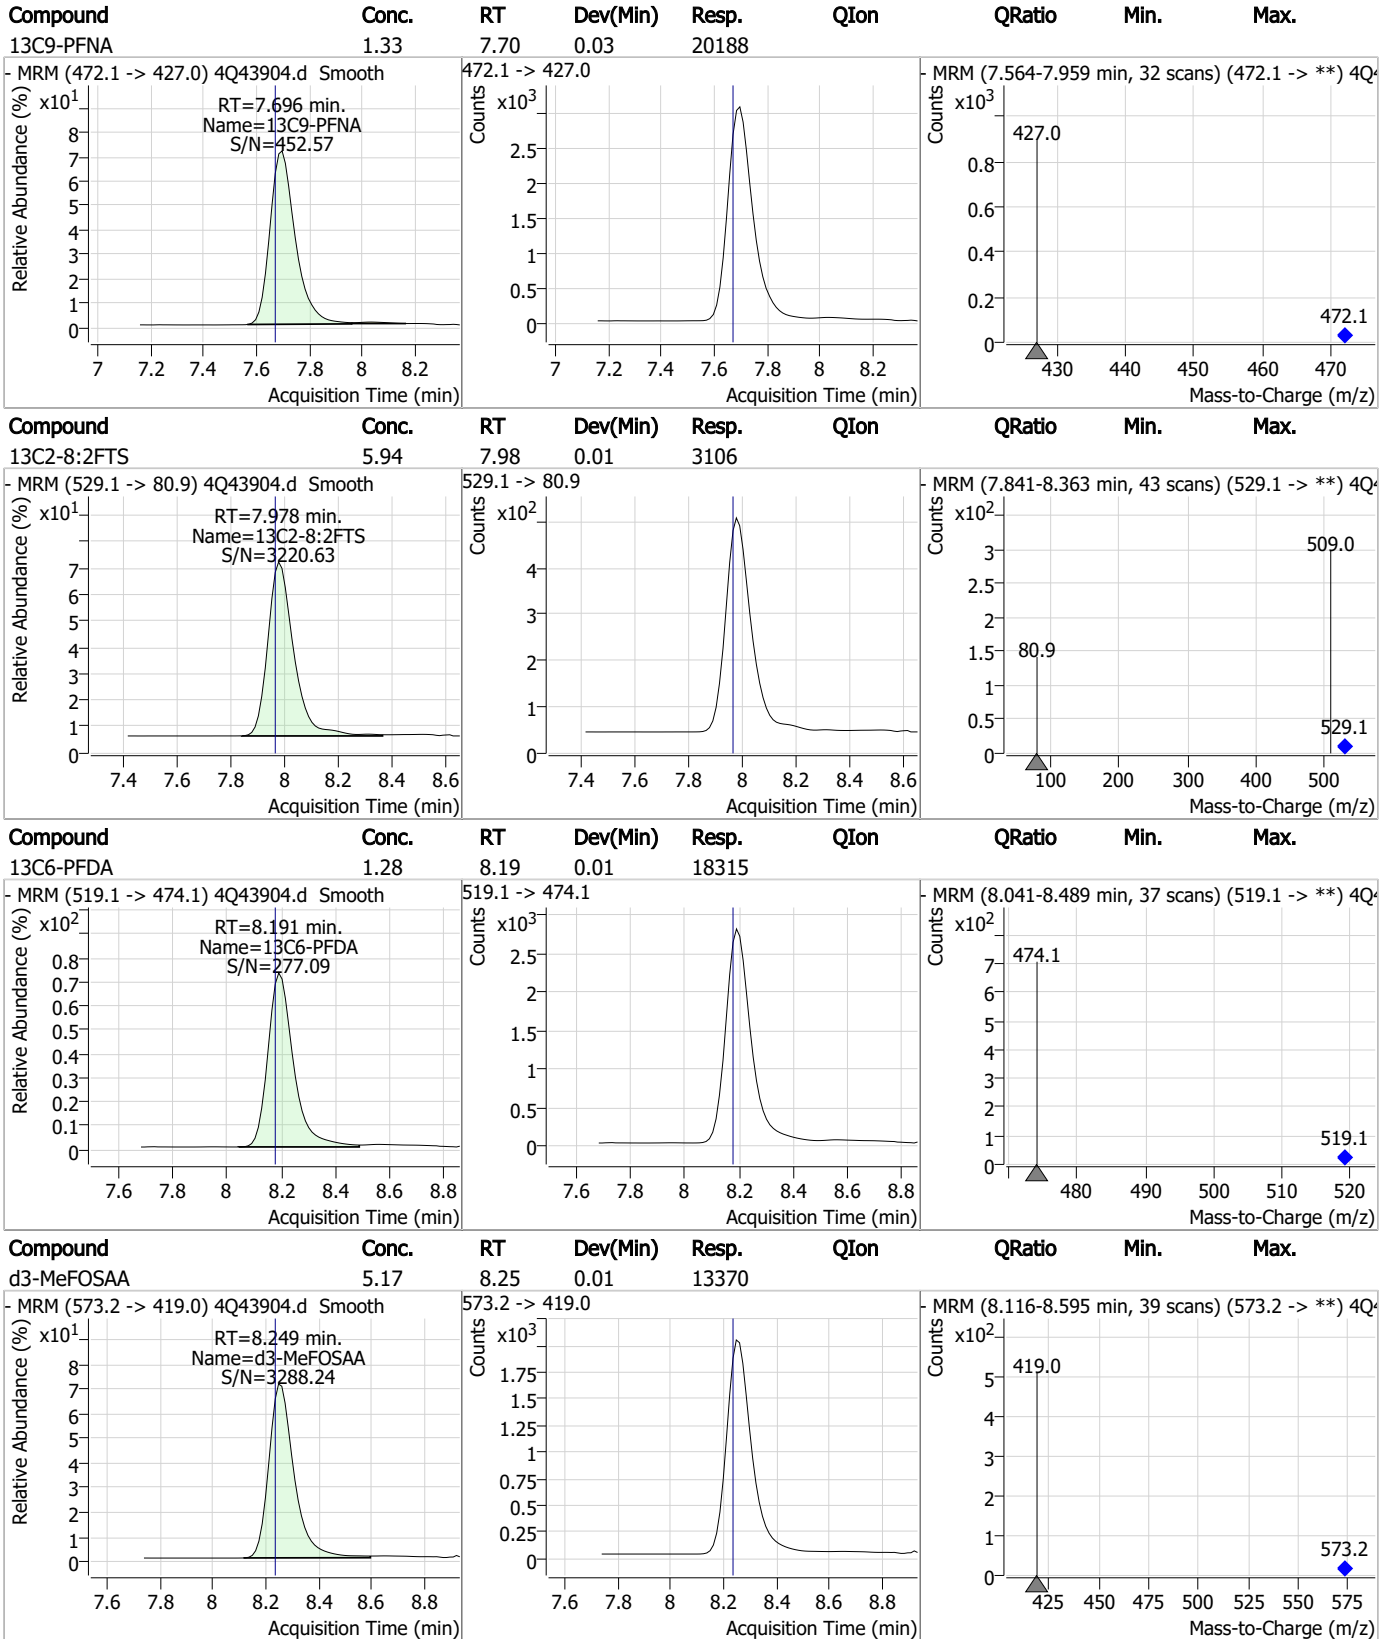 Compound Conc. RT Dev(Min) Resp. QIon QRatio Min. Max.
13C9-PFNA 1.33 7.70 0.03 20188
- MRM (472.1 -> 427.0) 4Q43904.d Smooth
Relative Abundance (%)
x10^1
RT=7.696 min.
Name=13C9-PFNA
S/N=452.57
8
7
6
5
4
3
2
1
0
7 7.2 7.4 7.6 7.8 8 8.2
Acquisition Time (min)
472.1 -> 427.0
Counts
x10^3
2.5
2
1.5
1
0.5
0
7 7.2 7.4 7.6 7.8 8 8.2
Acquisition Time (min)
- MRM (7.564-7.959 min, 32 scans) (472.1 -> **) 4Q4
Counts
x10^3
427.0
0.8
0.6
0.4
0.2
0
472.1
430 440 450 460 470
Mass-to-Charge (m/z)
Compound Conc. RT Dev(Min) Resp. QIon QRatio Min. Max.
13C2-8:2FTS 5.94 7.98 0.01 3106
- MRM (529.1 -> 80.9) 4Q43904.d Smooth
Relative Abundance (%)
x10^1
RT=7.978 min.
Name=13C2-8:2FTS
S/N=3220.63
7
6
5
4
3
2
1
0
7.4 7.6 7.8 8 8.2 8.4 8.6
Acquisition Time (min)
529.1 -> 80.9
Counts
x10^2
4
3
2
1
0
7.4 7.6 7.8 8 8.2 8.4 8.6
Acquisition Time (min)
- MRM (7.841-8.363 min, 43 scans) (529.1 -> **) 4Q4
Counts
x10^2
509.0
3
2.5
2
1.5
80.9
1
0.5
0
529.1
100 200 300 400 500
Mass-to-Charge (m/z)
Compound Conc. RT Dev(Min) Resp. QIon QRatio Min. Max.
13C6-PFDA 1.28 8.19 0.01 18315
- MRM (519.1 -> 474.1) 4Q43904.d Smooth
Relative Abundance (%)
x10^2
RT=8.191 min.
Name=13C6-PFDA
S/N=277.09
0.8
0.7
0.6
0.5
0.4
0.3
0.2
0.1
0
7.6 7.8 8 8.2 8.4 8.6 8.8
Acquisition Time (min)
519.1 -> 474.1
Counts
x10^3
2.5
2
1.5
1
0.5
0
7.6 7.8 8 8.2 8.4 8.6 8.8
Acquisition Time (min)
- MRM (8.041-8.489 min, 37 scans) (519.1 -> **) 4Q4
Counts
x10^2
474.1
7
6
5
4
3
2
1
0
519.1
480 490 500 510 520
Mass-to-Charge (m/z)
Compound Conc. RT Dev(Min) Resp. QIon QRatio Min. Max.
d3-MeFOSAA 5.17 8.25 0.01 13370
- MRM (573.2 -> 419.0) 4Q43904.d Smooth
Relative Abundance (%)
x10^1
RT=8.249 min.
Name=d3-MeFOSAA
S/N=3288.24
8
7
6
5
4
3
2
1
0
7.6 7.8 8 8.2 8.4 8.6 8.8
Acquisition Time (min)
573.2 -> 419.0
Counts
x10^3
1.75
1.5
1.25
1
0.75
0.5
0.25
0
7.6 7.8 8 8.2 8.4 8.6 8.8
Acquisition Time (min)
- MRM (8.116-8.595 min, 39 scans) (573.2 -> **) 4Q4
Counts
x10^2
419.0
5
4
3
2
1
0
573.2
425 450 475 500 525 550 575
Mass-to-Charge (m/z)